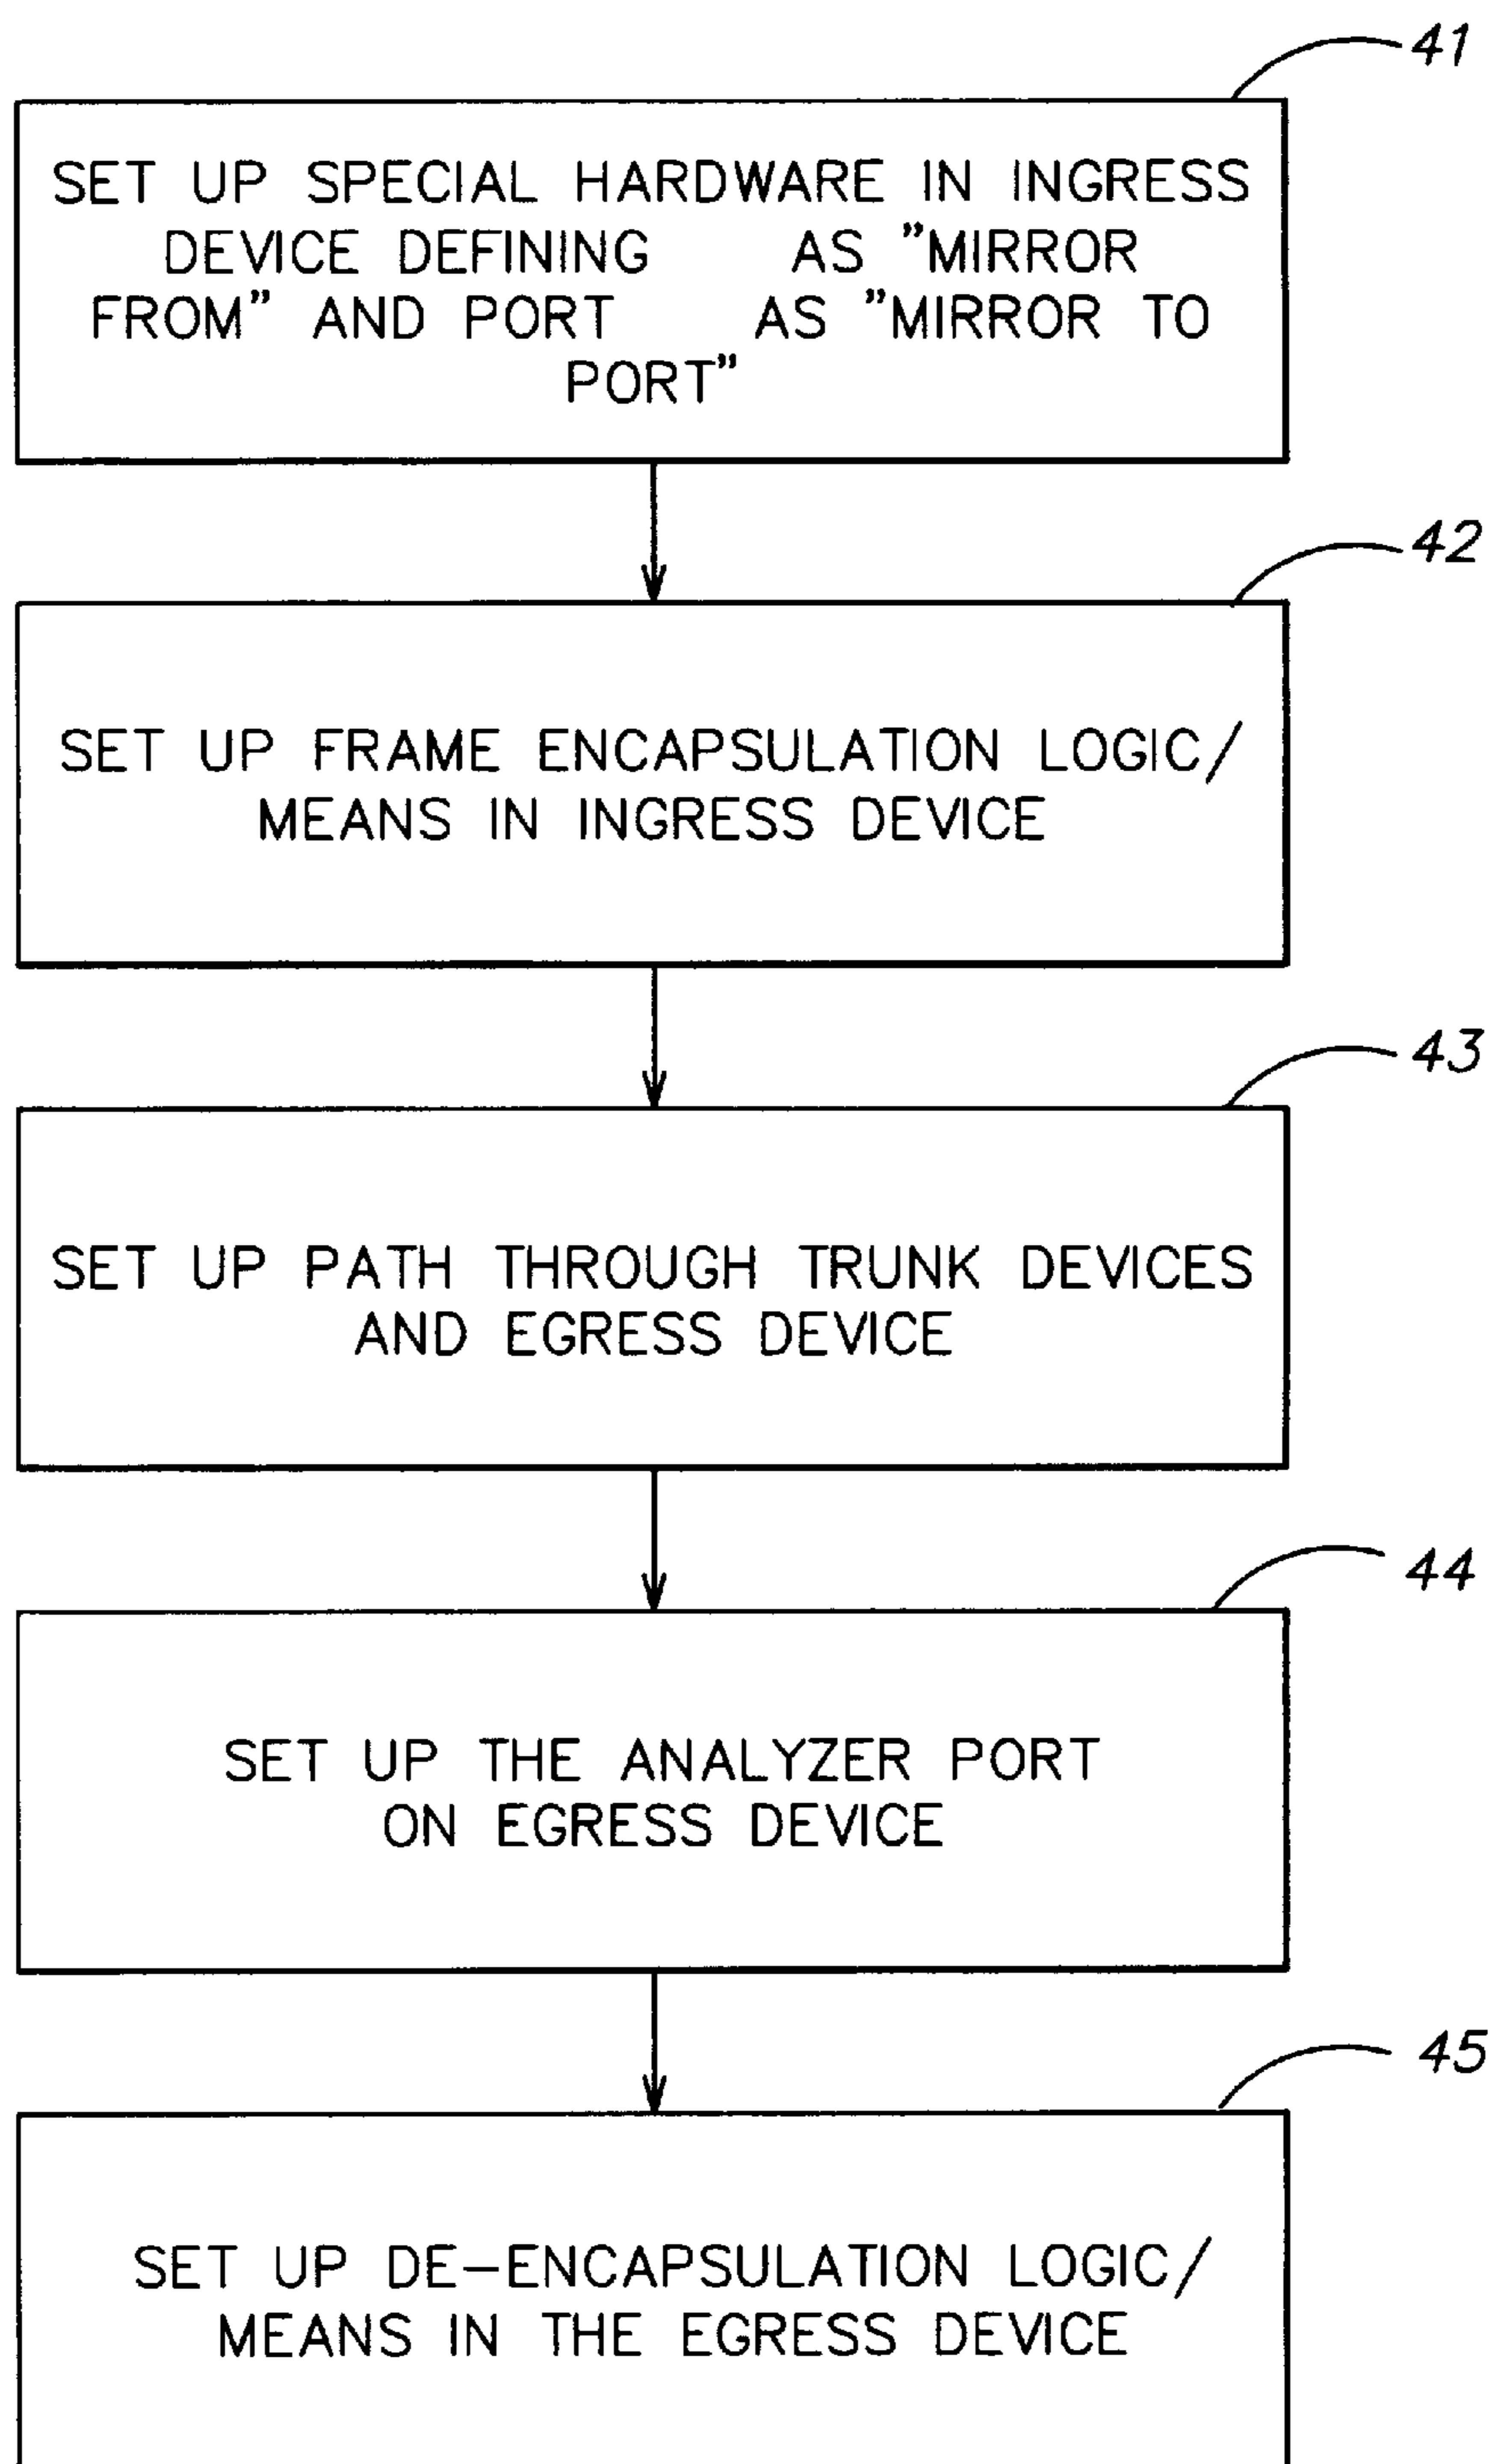 41
SET UP SPECIAL HARDWARE IN INGRESS
DEVICE DEFINING AS "MIRROR
FROM" AND PORT AS "MIRROR TO
PORT"
42
SET UP FRAME ENCAPSULATION LOGIC/
MEANS IN INGRESS DEVICE
43
SET UP PATH THROUGH TRUNK DEVICES
AND EGRESS DEVICE
44
SET UP THE ANALYZER PORT
ON EGRESS DEVICE
45
SET UP DE-ENCAPSULATION LOGIC/
MEANS IN THE EGRESS DEVICE